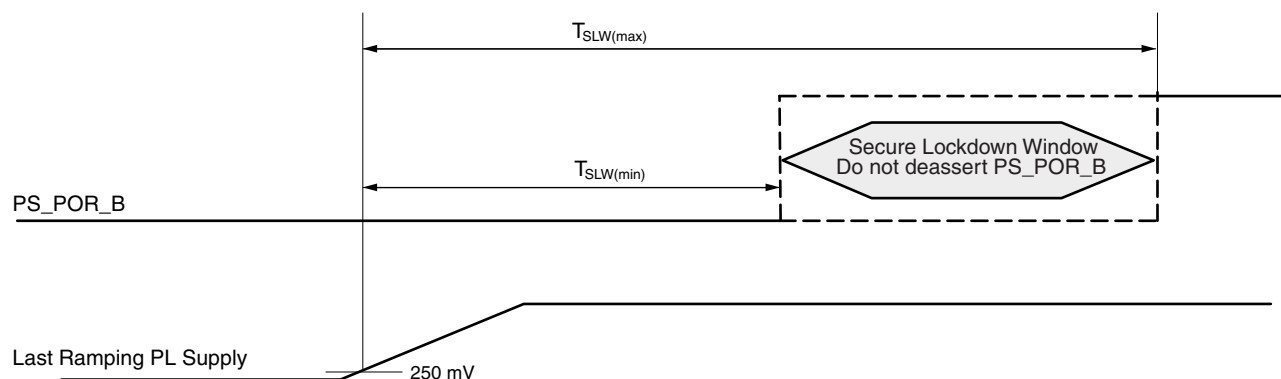 TSLW(max)
Secure Lockdown Window
Do not deassert PS_POR_B
TSLW(min)
PS_POR_B
Last Ramping PL Supply
250 mV